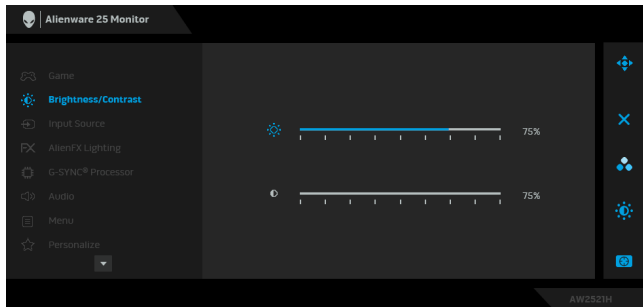 Alienware 25 Monitor
Game
Brightness/Contrast
Input Source
AlienFX Lighting
G-SYNC® Processor
Audio
Menu
Personalize
75%
75%
AW2521H